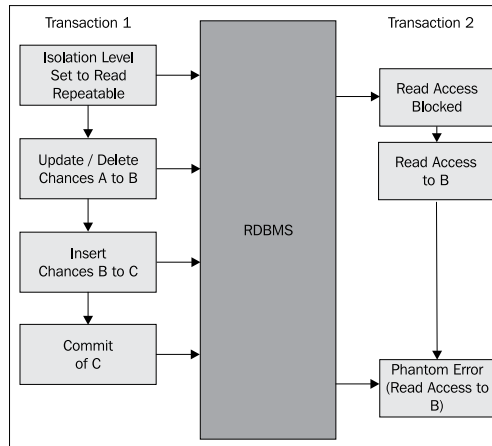 Transaction 1
Transaction 2
Isolation Level
Set to Read
Repeatable
Update / Delete
Chances A to B
Insert
Chances B to C
Commit
of C
RDBMS
Read Access
Blocked
Read Access
to B
Phantom Error
(Read Access to
B)